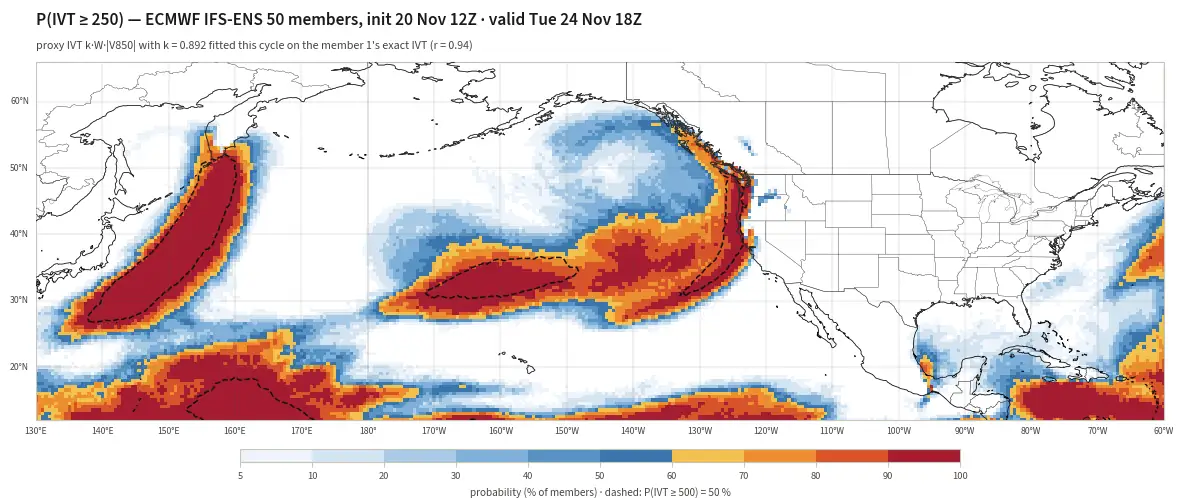 P(IVT ≥ 250) — ECMWF IFS-ENS 50 members, init 20 Nov 12Z · valid Tue 24 Nov 18Z
proxy IVT k·W·|V850| with k = 0.892 fitted this cycle on the member 1's exact IVT (r = 0.94)
60°N
50°N
40°N
30°N
20°N
130°E 140°E 150°E 160°E 170°E 180° 170°W 160°W 150°W 140°W 130°W 120°W 110°W 100°W 90°W 80°W 70°W 60°W
5 10 20 30 40 50 60 70 80 90 100
probability (% of members) · dashed: P(IVT ≥ 500) = 50 %